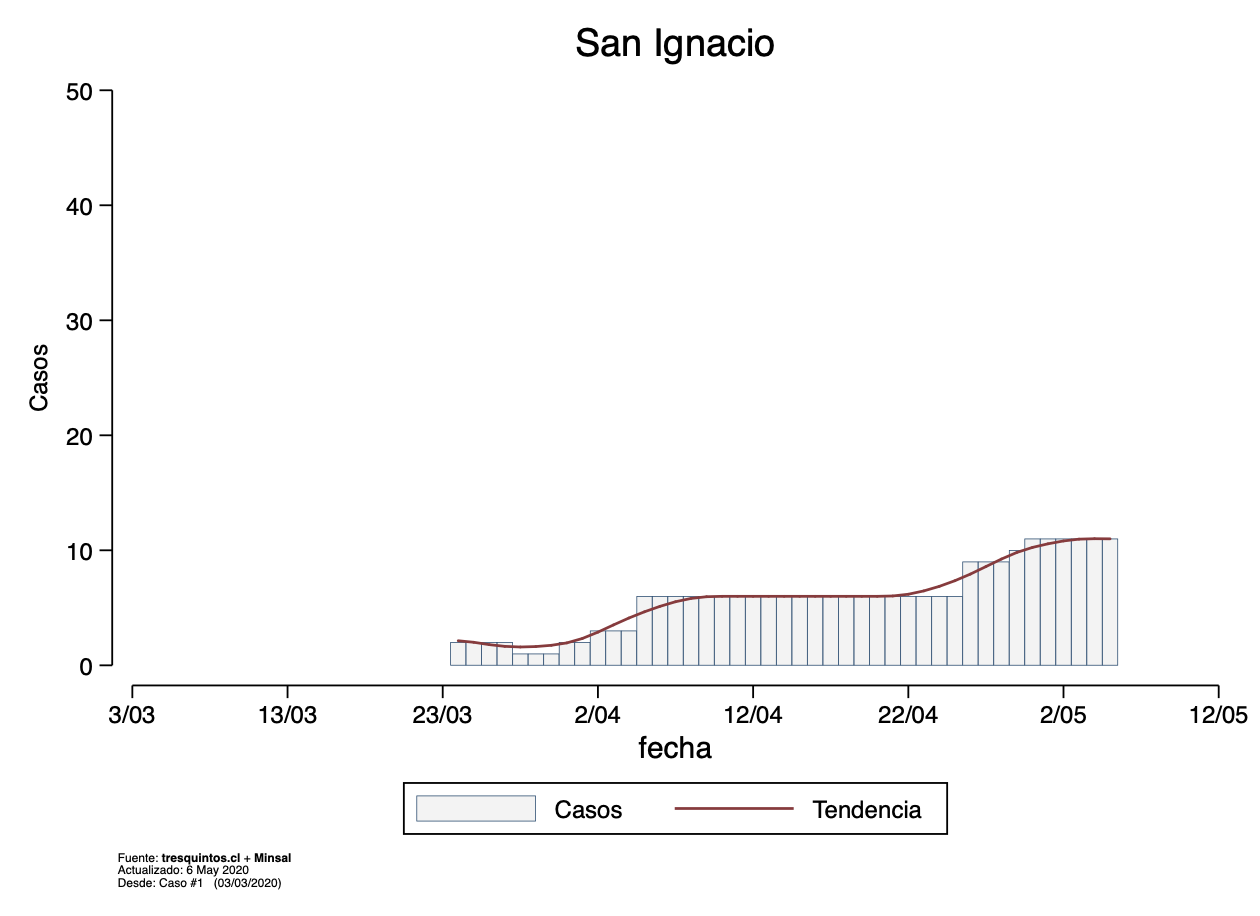 San Ignacio
50
40
30
20
10
0
Casos
3/03 13/03 23/03 2/04 12/04 22/04 2/05 12/05
fecha
Casos Tendencia
Fuente: tresquintos.cl + Minsal
Actualizado: 6 May 2020
Desde: Caso #1 (03/03/2020)